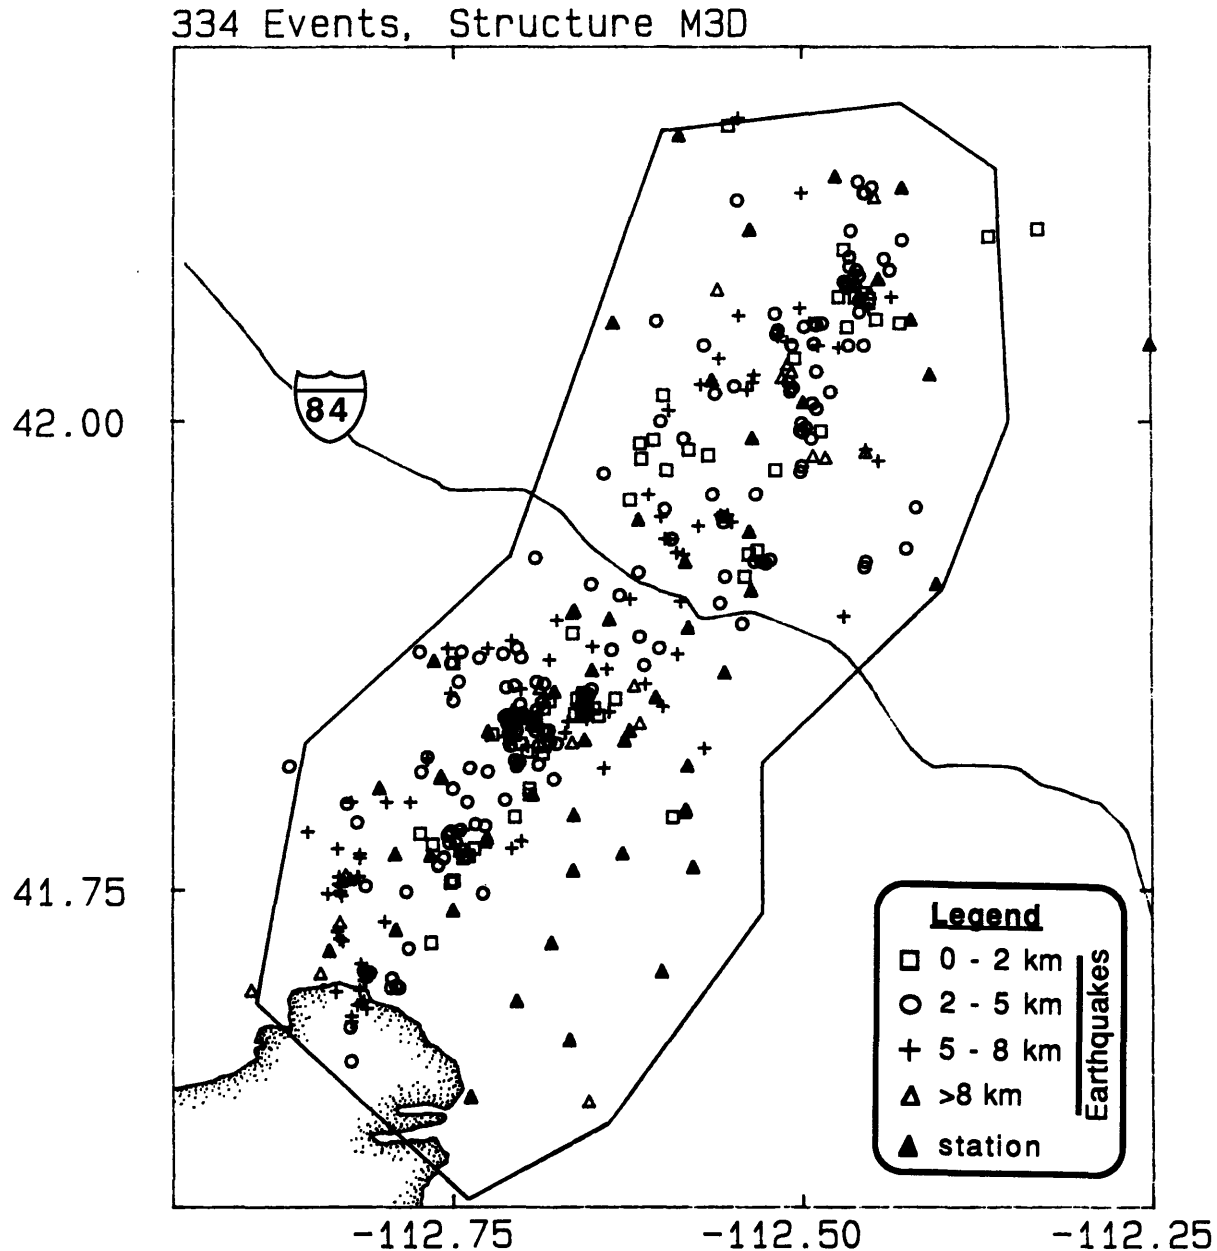 334 Events, Structure M3D
84
42.00
41.75
Legend
0 - 2 km
2 - 5 km
5 - 8 km
>8 km
Earthquakes
station
-112.75
-112.50
-112.25